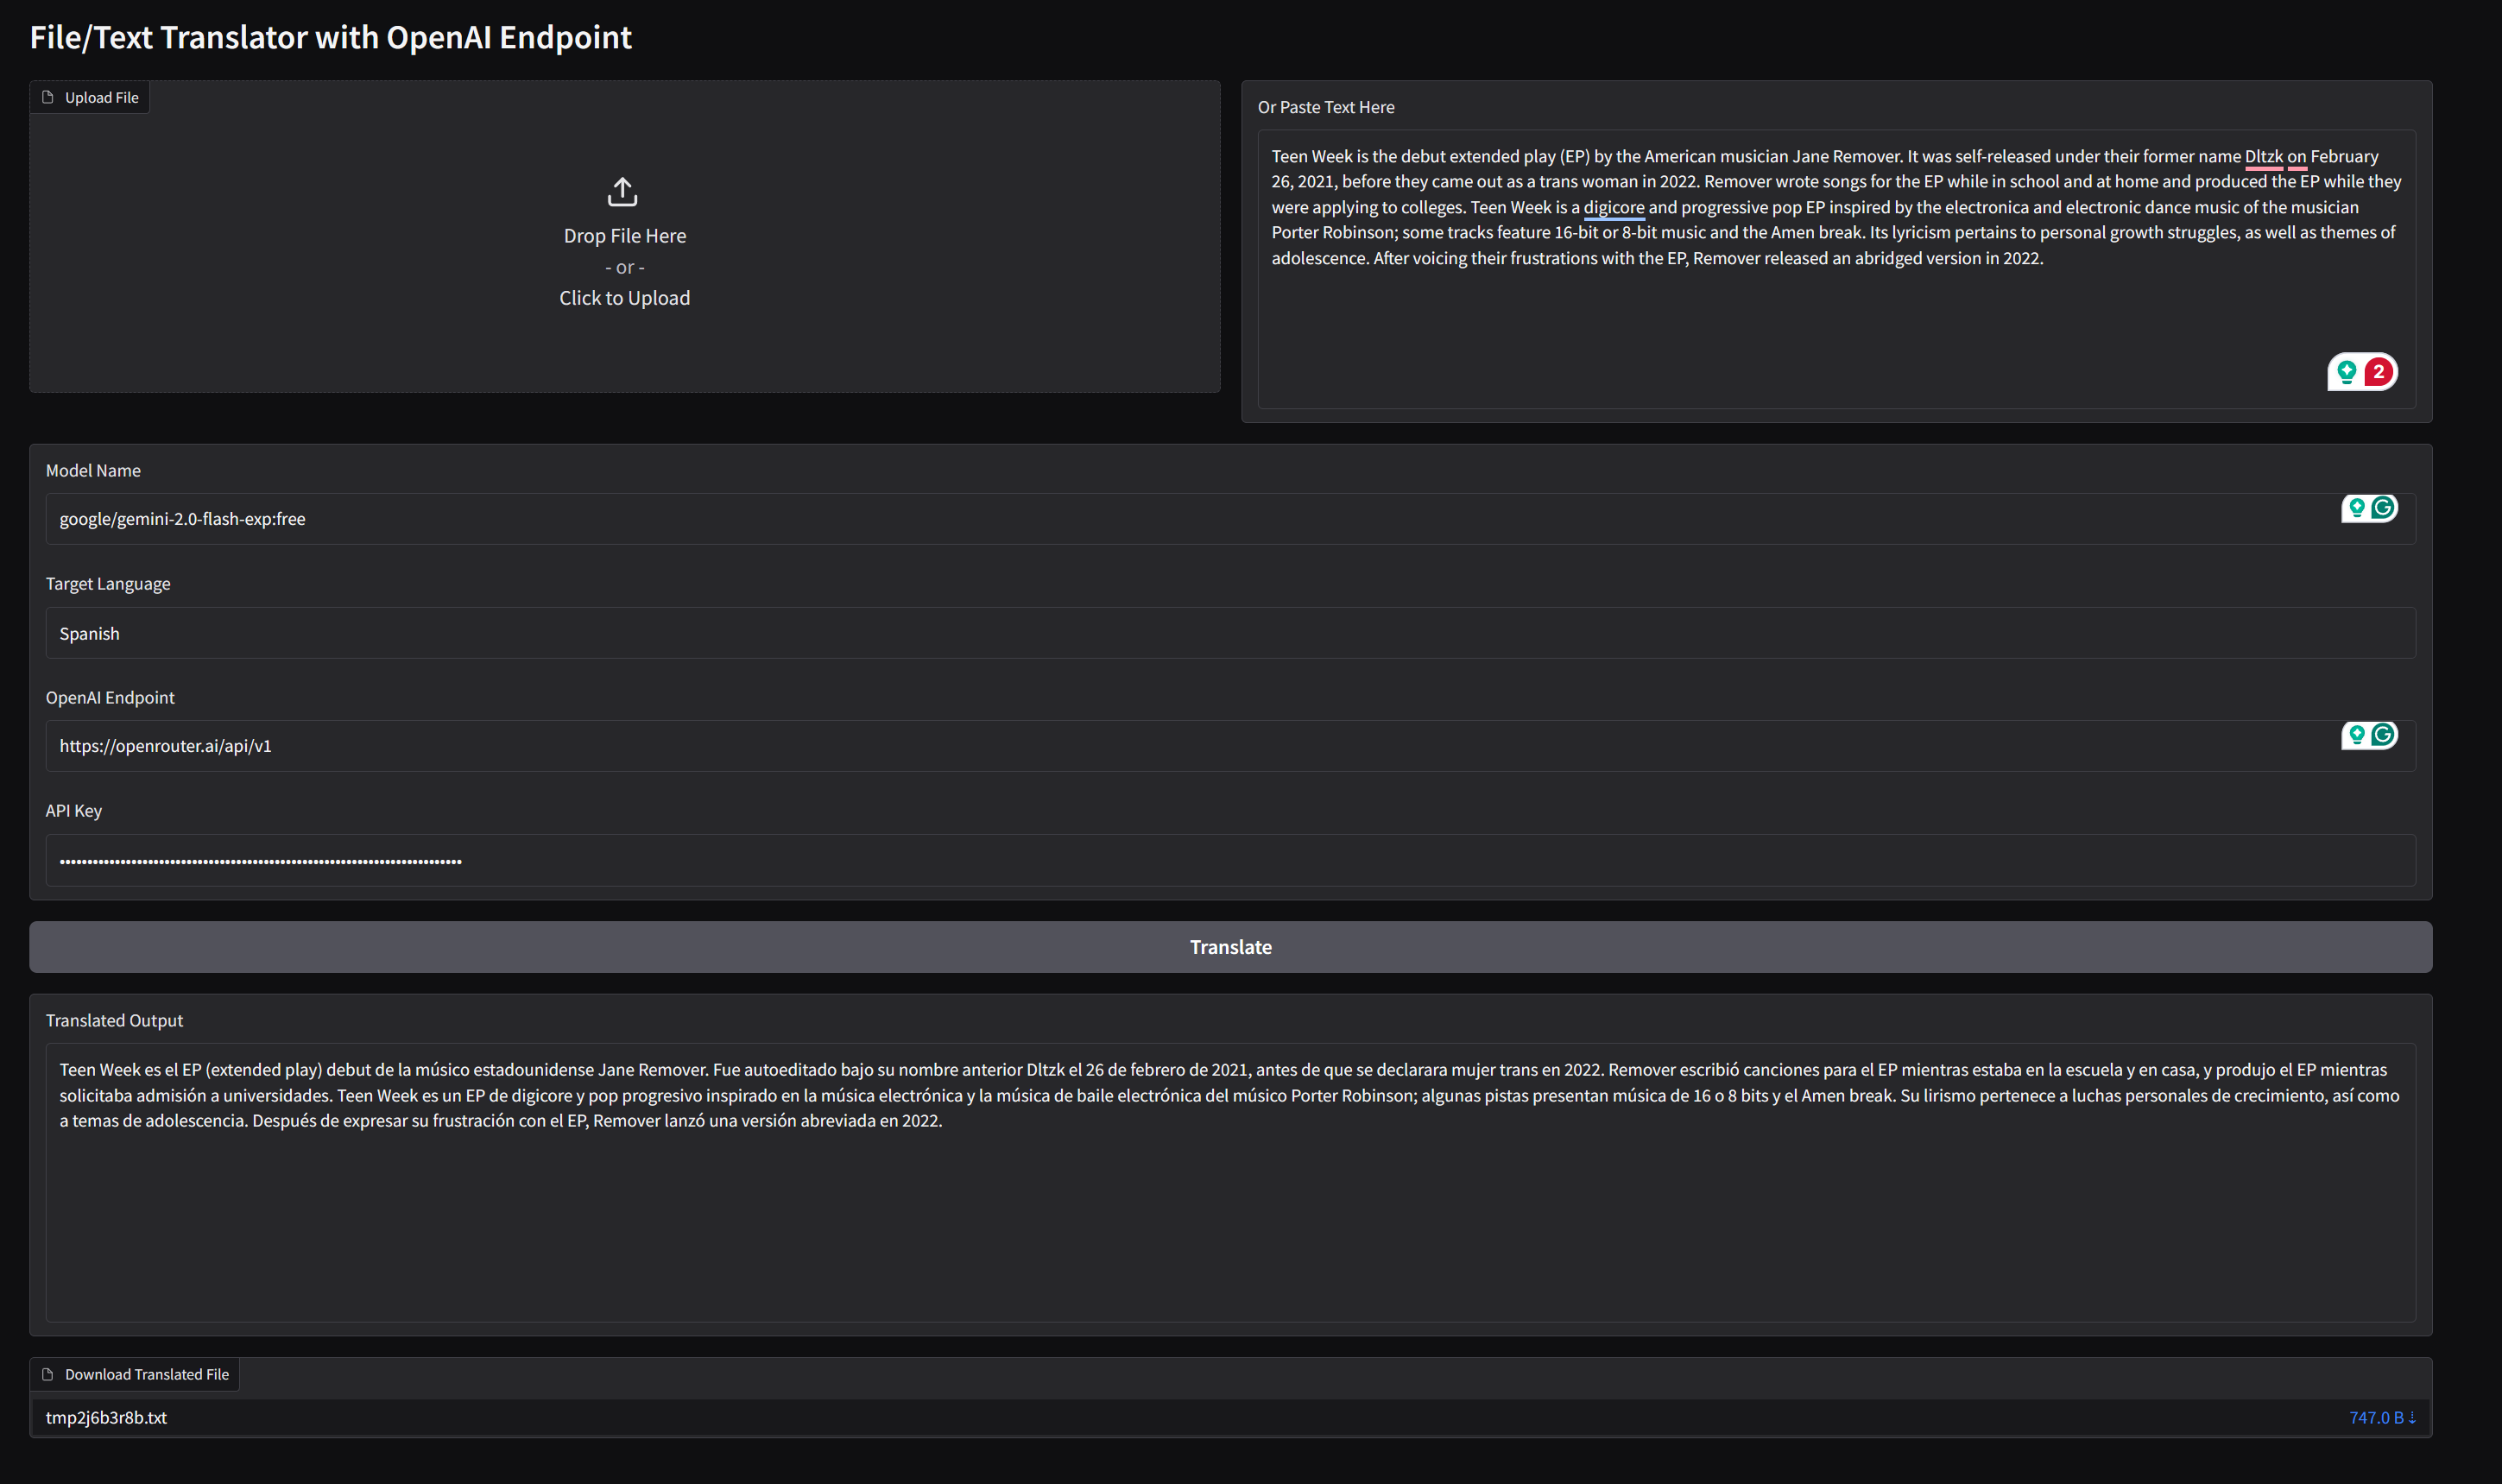 File/Text Translator with OpenAI Endpoint
Upload File
Drop File Here
- or -
Click to Upload
Or Paste Text Here
Teen Week is the debut extended play (EP) by the American musician Jane Remover. It was self-released under their former name Dltzk on February
26, 2021, before they came out as a trans woman in 2022. Remover wrote songs for the EP while in school and at home and produced the EP while they
were applying to colleges. Teen Week is a digicore and progressive pop EP inspired by the electronica and electronic dance music of the musician
Porter Robinson; some tracks feature 16-bit or 8-bit music and the Amen break. Its lyricism pertains to personal growth struggles, as well as themes of
adolescence. After voicing their frustrations with the EP, Remover released an abridged version in 2022.
2
Model Name
google/gemini-2.0-flash-exp:free
Target Language
Spanish
OpenAI Endpoint
https://openrouter.ai/api/v1
API Key
Translate
Translated Output
Teen Week es el EP (extended play) debut de la músico estadounidense Jane Remover. Fue autoeditado bajo su nombre anterior Dltzk el 26 de febrero de 2021, antes de que se declarara mujer trans en 2022. Remover escribió canciones para el EP mientras estaba en la escuela y en casa, y produjo el EP mientras
solicitaba admisión a universidades. Teen Week es un EP de digicore y pop progresivo inspirado en la música electrónica y la música de baile electrónica del músico Porter Robinson; algunas pistas presentan música de 16 o 8 bits y el Amen break. Su lirismo pertenece a luchas personales de crecimiento, así como
a temas de adolescencia. Después de expresar su frustración con el EP, Remover lanzó una versión abreviada en 2022.
Download Translated File
tmp2j6b3r8b.txt
747.0 B ⇣